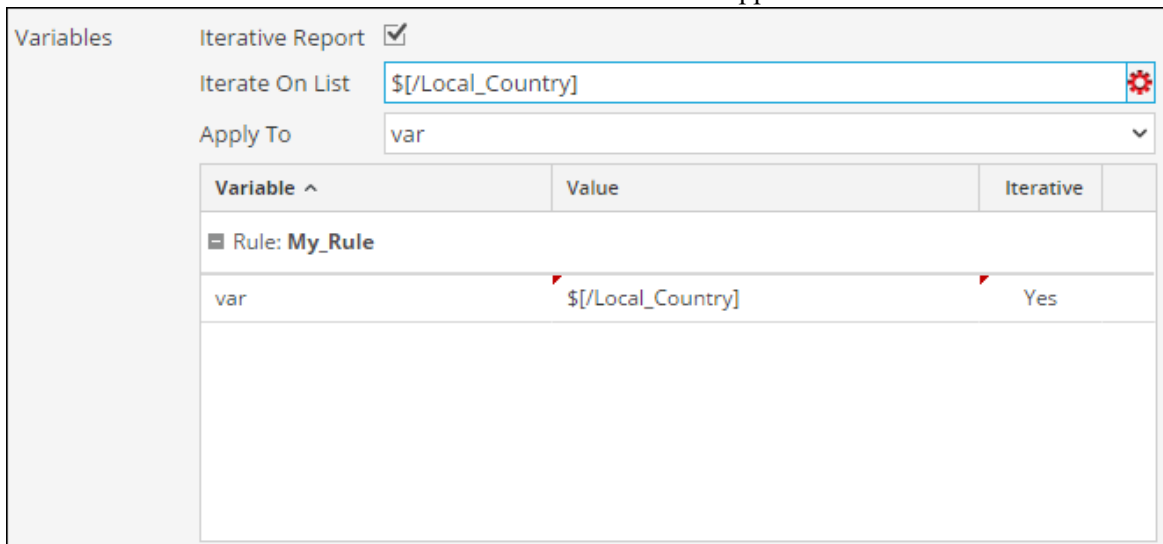 Variables
Iterative Report
Iterate On List $[/Local_Country]
Apply To var
Variable Value Iterative
Rule: My_Rule
var $[/Local_Country] Yes